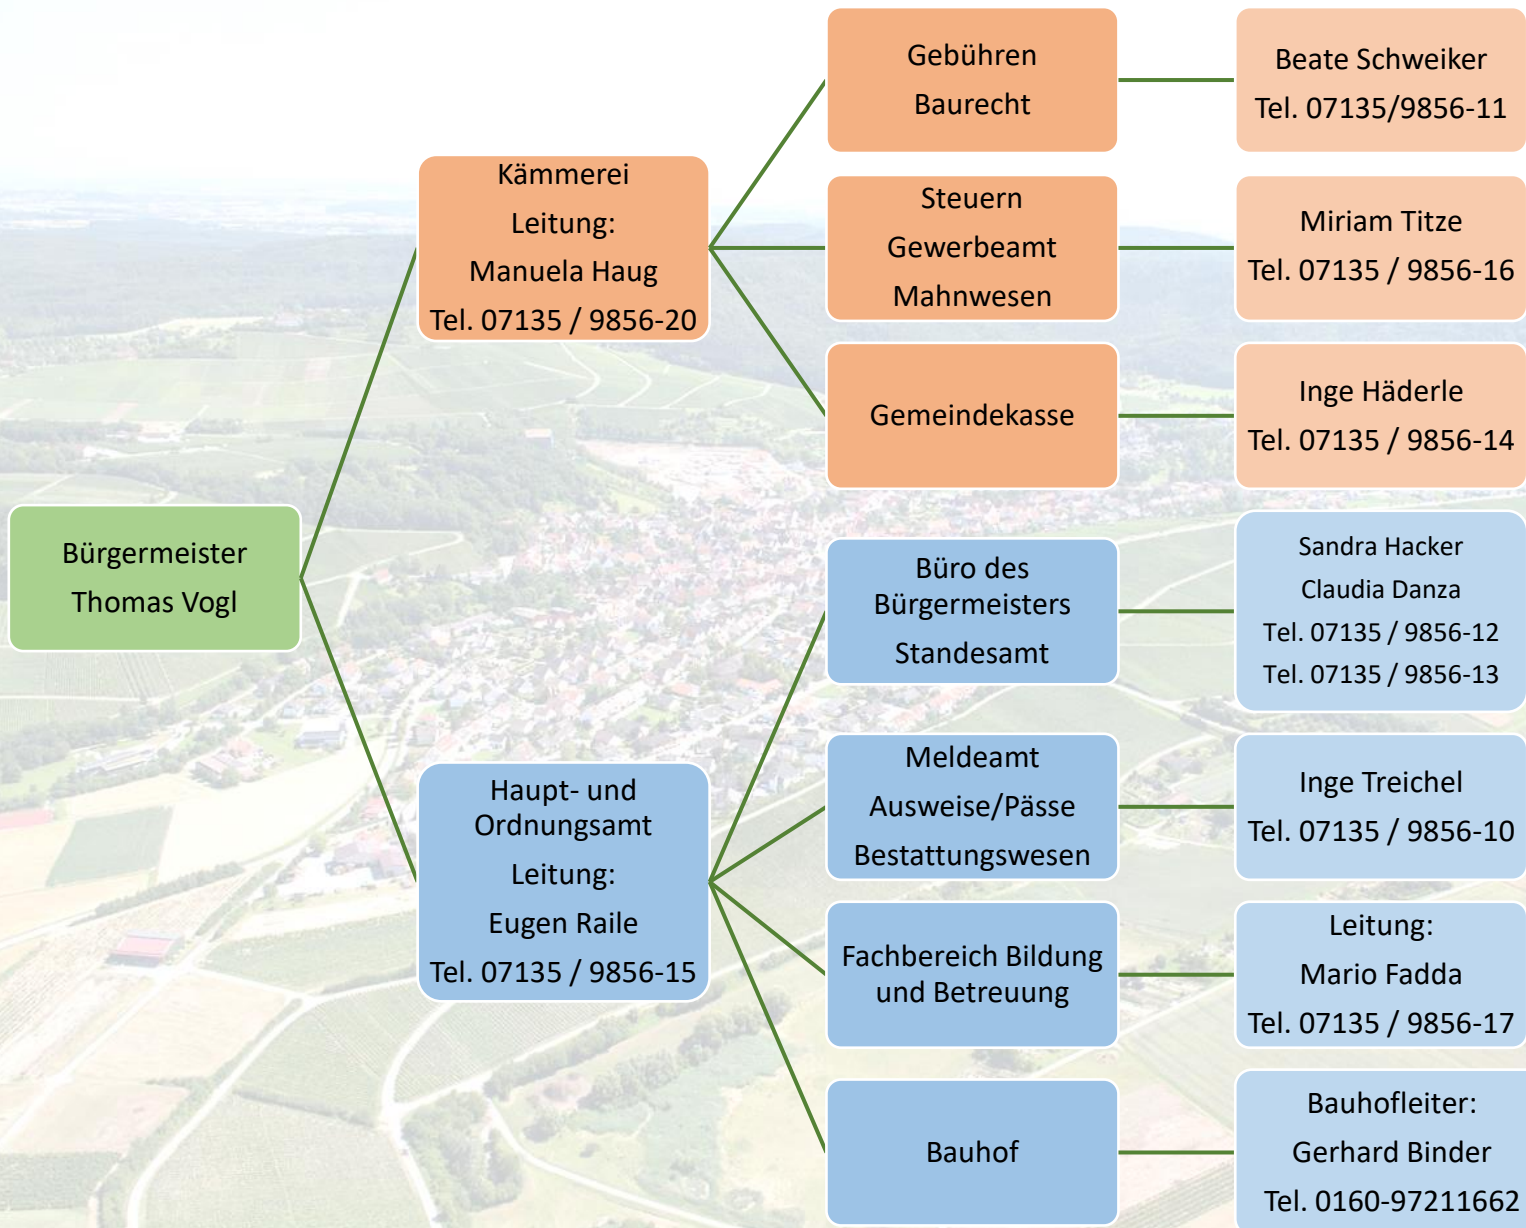 Bürgermeister
Thomas Vogl
Kämmerei
Leitung:
Manuela Haug
Tel. 07135 / 9856-20
Gebühren
Baurecht
Beate Schweiker
Tel. 07135/9856-11
Steuern
Gewerbeamt
Mahnwesen
Miriam Titze
Tel. 07135 / 9856-16
Gemeindekasse
Inge Häderle
Tel. 07135 / 9856-14
Haupt- und
Ordnungsamt
Leitung:
Eugen Raile
Tel. 07135 / 9856-15
Büro des
Bürgermeisters
Standesamt
Sandra Hacker
Claudia Danza
Tel. 07135 / 9856-12
Tel. 07135 / 9856-13
Meldeamt
Ausweise/Pässe
Bestattungswesen
Inge Treichel
Tel. 07135 / 9856-10
Fachbereich Bildung
und Betreuung
Leitung:
Mario Fadda
Tel. 07135 / 9856-17
Bauhof
Bauhofleiter:
Gerhard Binder
Tel. 0160-97211662